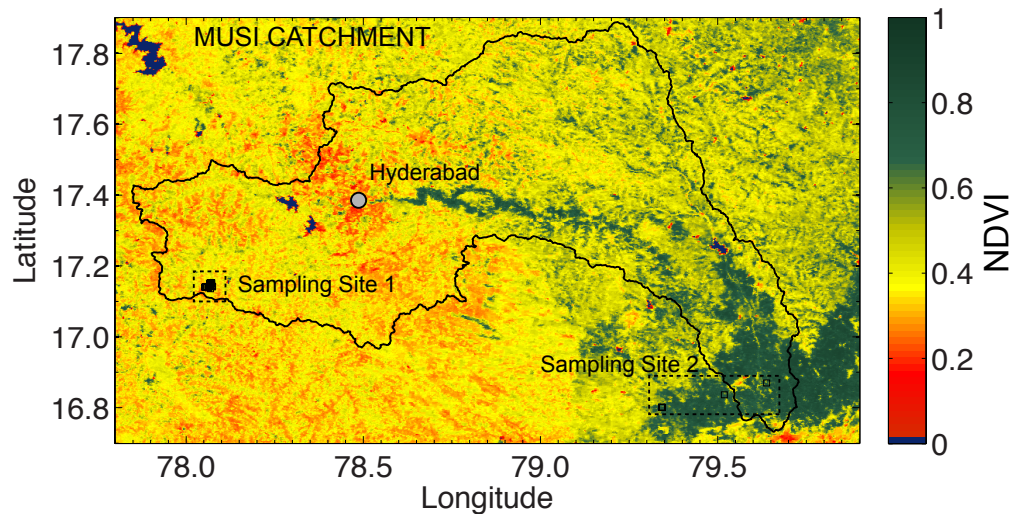 MUSI CATCHMENT
Hyderabad
Sampling Site 1
Sampling Site 2
Latitude
17.8
17.6
17.4
17.2
17.0
16.8
78.0
78.5
79.0
79.5
Longitude
1
0.8
0.6
0.4
0.2
0
NDVI